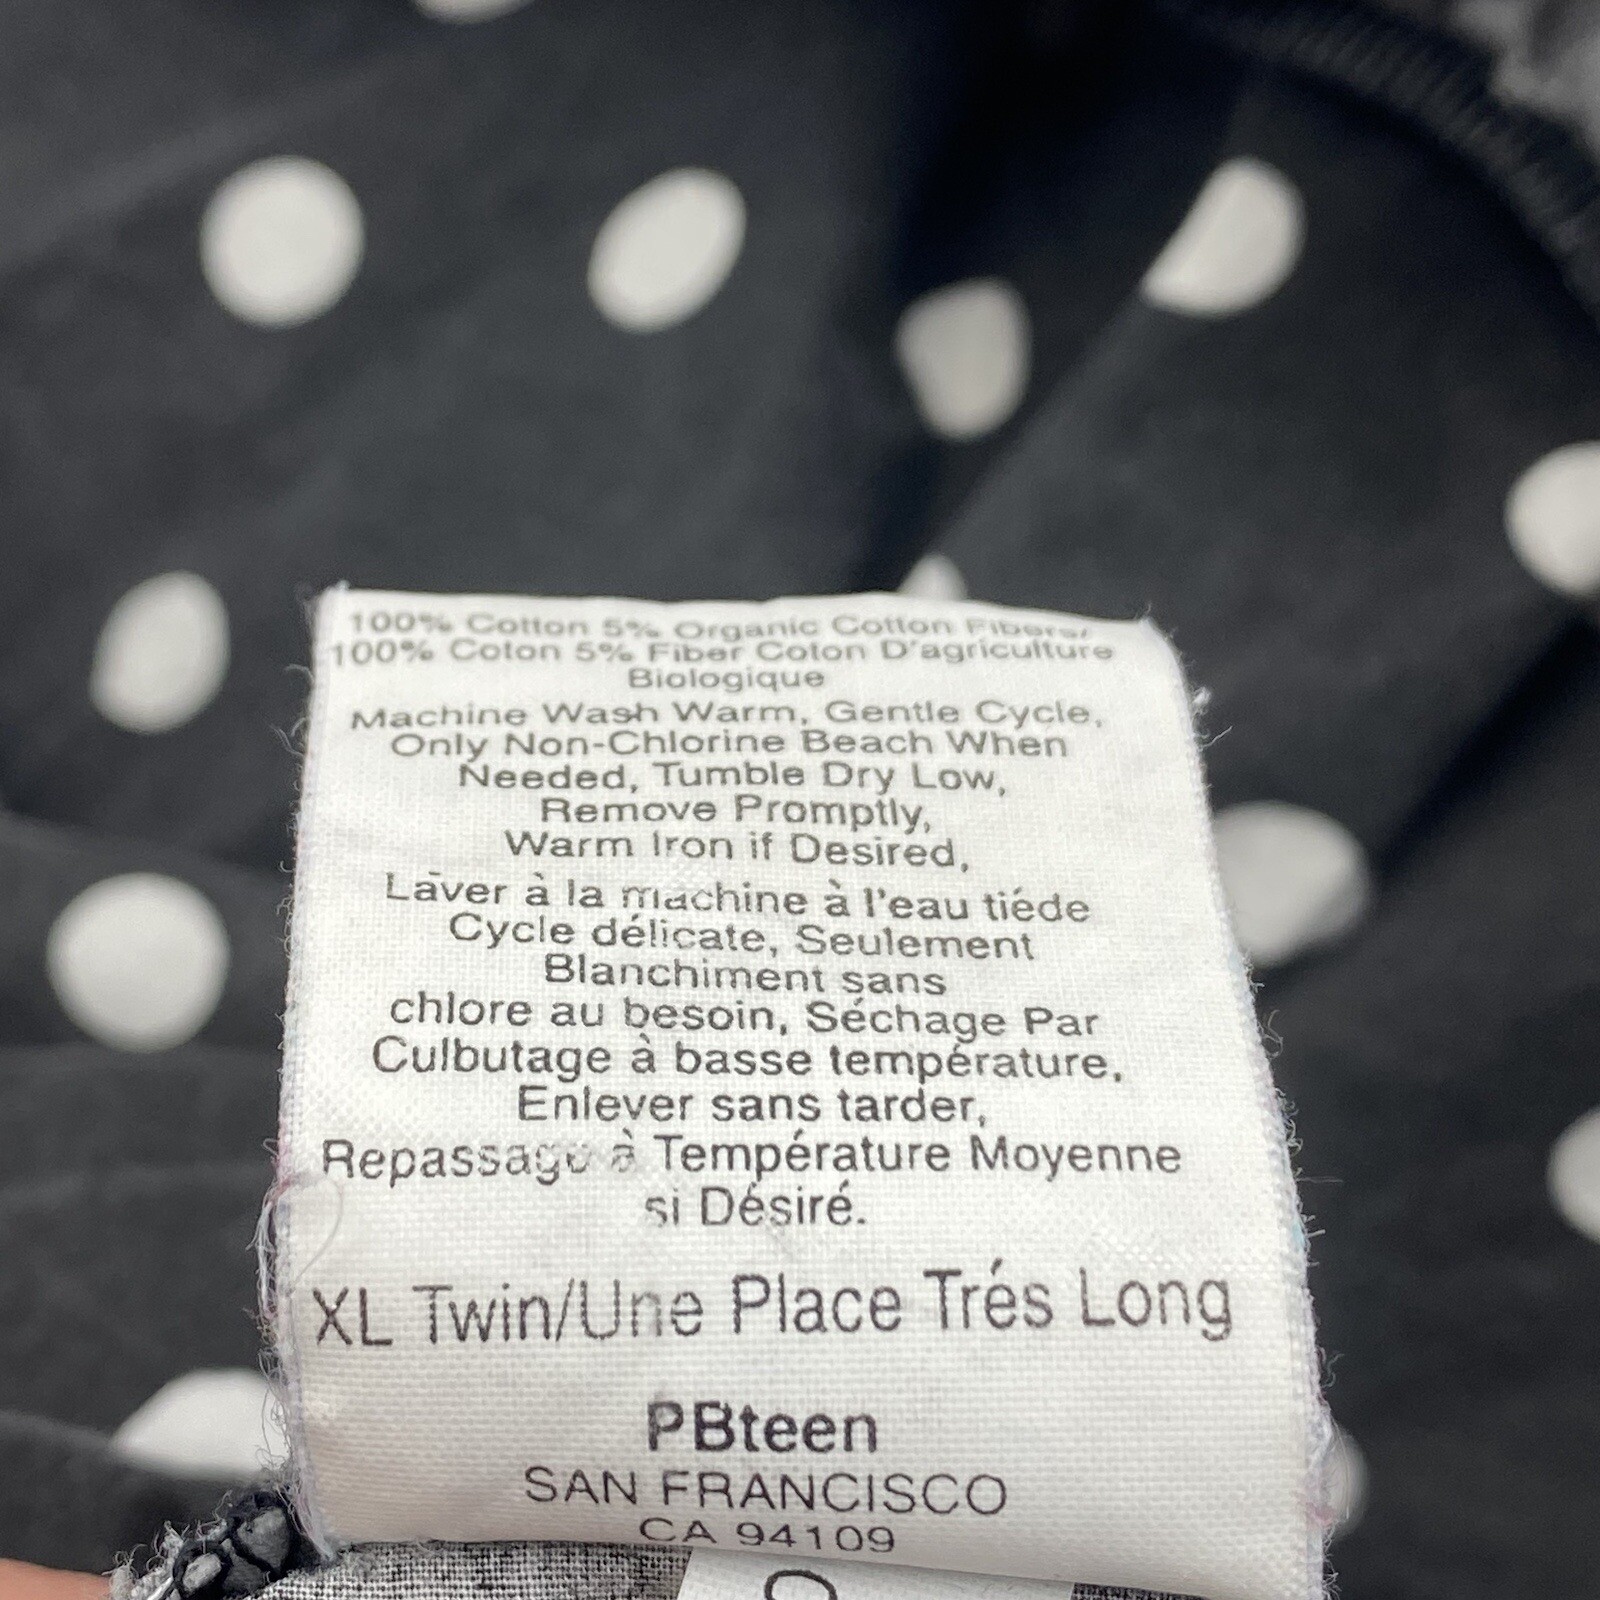 100% Cotton 5% Organic Cotton Fibers/
100% Coton 5% Fiber Coton D'agriculture
Biologique
Machine Wash Warm, Gentle Cycle,
Only Non-Chlorine Beach When
Needed, Tumble Dry Low,
Remove Promptly,
Warm Iron if Desired,
Laver à la machine à l'eau tiéde
Cycle délicate, Seulement
Blanchiment sans
chlore au besoin, Séchage Par
Culbutage à basse température,
Enlever sans tarder,
Repassage à Température Moyenne
si Désiré.
XL Twin/Une Place Trés Long
PBteen
SAN FRANCISCO
CA 94109